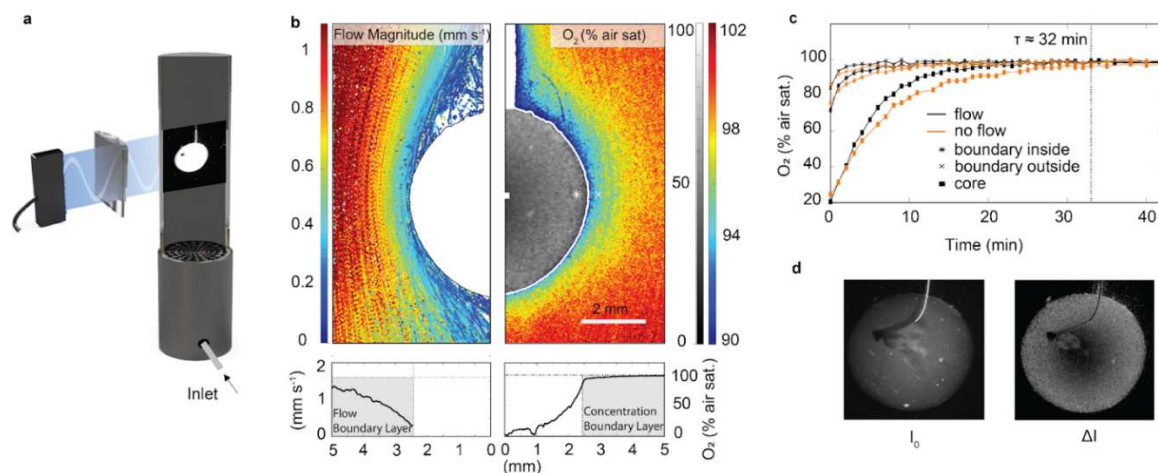 a
Inlet
b
Flow Magnitude (mm s⁻¹)
O₂ (% air sat)
1
0.8
0.6
0.4
0.2
0
100
50
0
102
98
94
90
2 mm
2
1
0
(mm s⁻¹)
Flow
Boundary Layer
Concentration
Boundary Layer
100
50
0
O₂ (% air sat.)
5 4 3 2 1 0
(mm)
0 1 2 3 4 5
c
τ ≈ 32 min
O₂ (% air sat.)
100
80
60
40
20
flow
no flow
boundary inside
boundary outside
core
0 10 20 30 40
Time (min)
d
I₀
ΔI